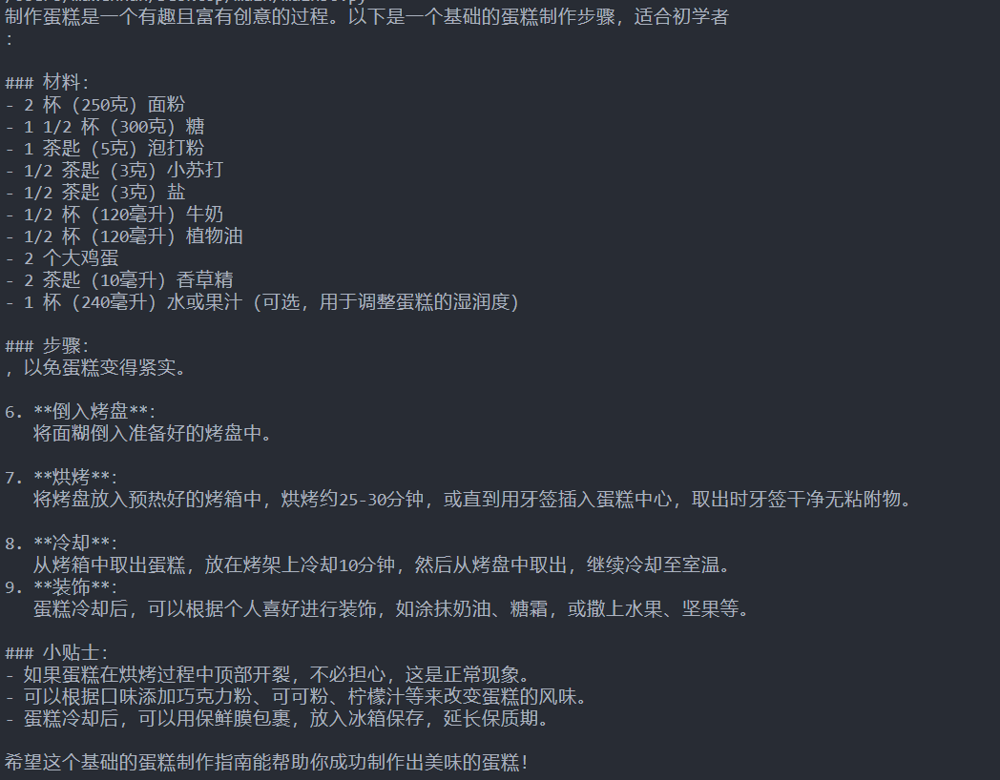 制作蛋糕是一个有趣且富有创意的过程。以下是一个基础的蛋糕制作步骤，适合初学者
：
### 材料：
- 2 杯（250克）面粉
- 1 1/2 杯（300克）糖
- 1 茶匙（5克）泡打粉
- 1/2 茶匙（3克）小苏打
- 1/2 茶匙（3克）盐
- 1/2 杯（120毫升）牛奶
- 1/2 杯（120毫升）植物油
- 2 个大鸡蛋
- 2 茶匙（10毫升）香草精
- 1 杯（240毫升）水或果汁（可选，用于调整蛋糕的湿润度）
### 步骤：
，以免蛋糕变得紧实。
6. **倒入烤盘**：
将面糊倒入准备好的烤盘中。
7. **烘烤**：
将烤盘放入预热好的烤箱中，烘烤约25-30分钟，或直到用牙签插入蛋糕中心，取出时牙签干净无粘附物。
8. **冷却**：
从烤箱中取出蛋糕，放在烤架上冷却10分钟，然后从烤盘中取出，继续冷却至室温。
9. **装饰**：
蛋糕冷却后，可以根据个人喜好进行装饰，如涂抹奶油、糖霜，或撒上水果、坚果等。
### 小贴士：
- 如果蛋糕在烘烤过程中顶部开裂，不必担心，这是正常现象。
- 可以根据口味添加巧克力粉、可可粉、柠檬汁等来改变蛋糕的风味。
- 蛋糕冷却后，可以用保鲜膜包裹，放入冰箱保存，延长保质期。
希望这个基础的蛋糕制作指南能帮助你成功制作出美味的蛋糕！